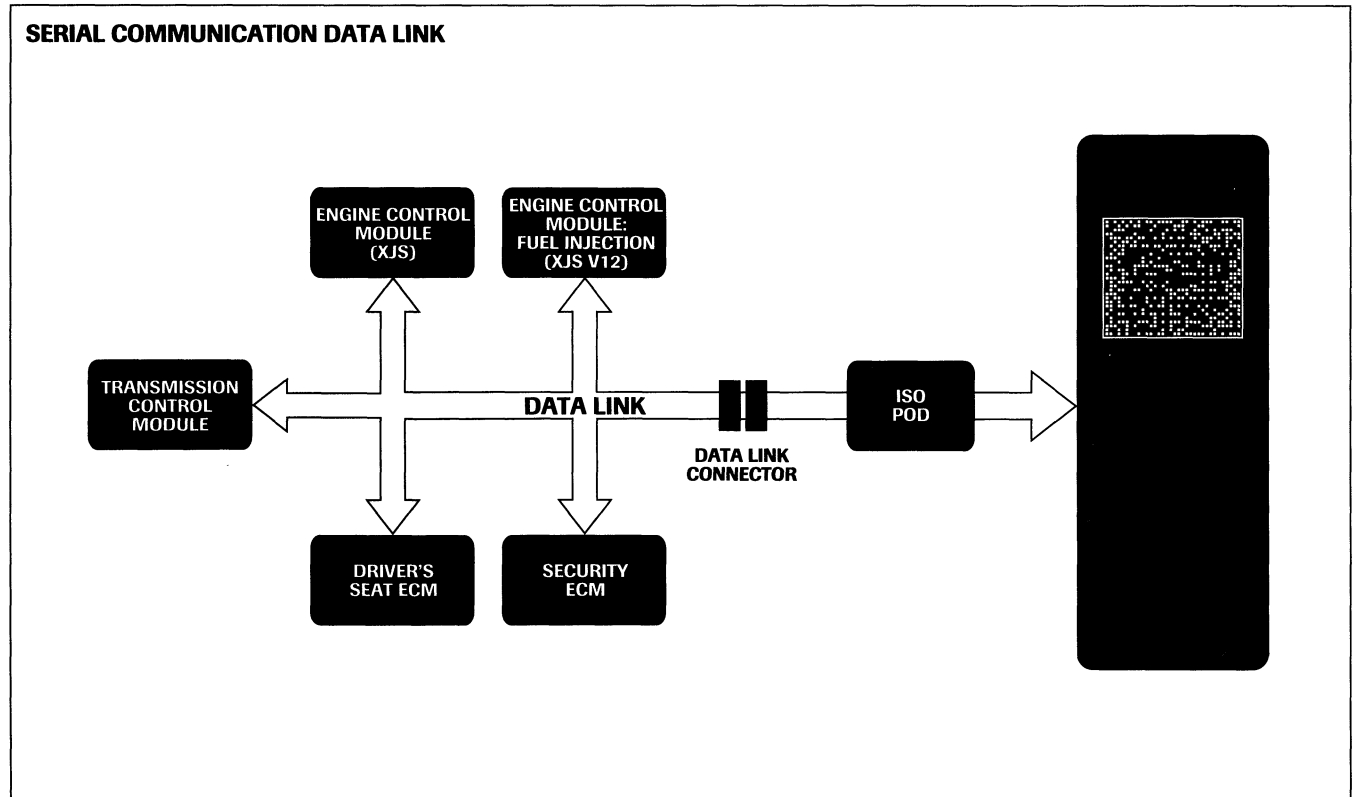 SERIAL COMMUNICATION DATA LINK
ENGINE CONTROL
MODULE
(XJS)
ENGINE CONTROL
MODULE:
FUEL INJECTION
(XJS V12)
TRANSMISSION
CONTROL
MODULE
DATA LINK
ISO
POD
DATA LINK
CONNECTOR
DRIVER'S
SEAT ECM
SECURITY
ECM